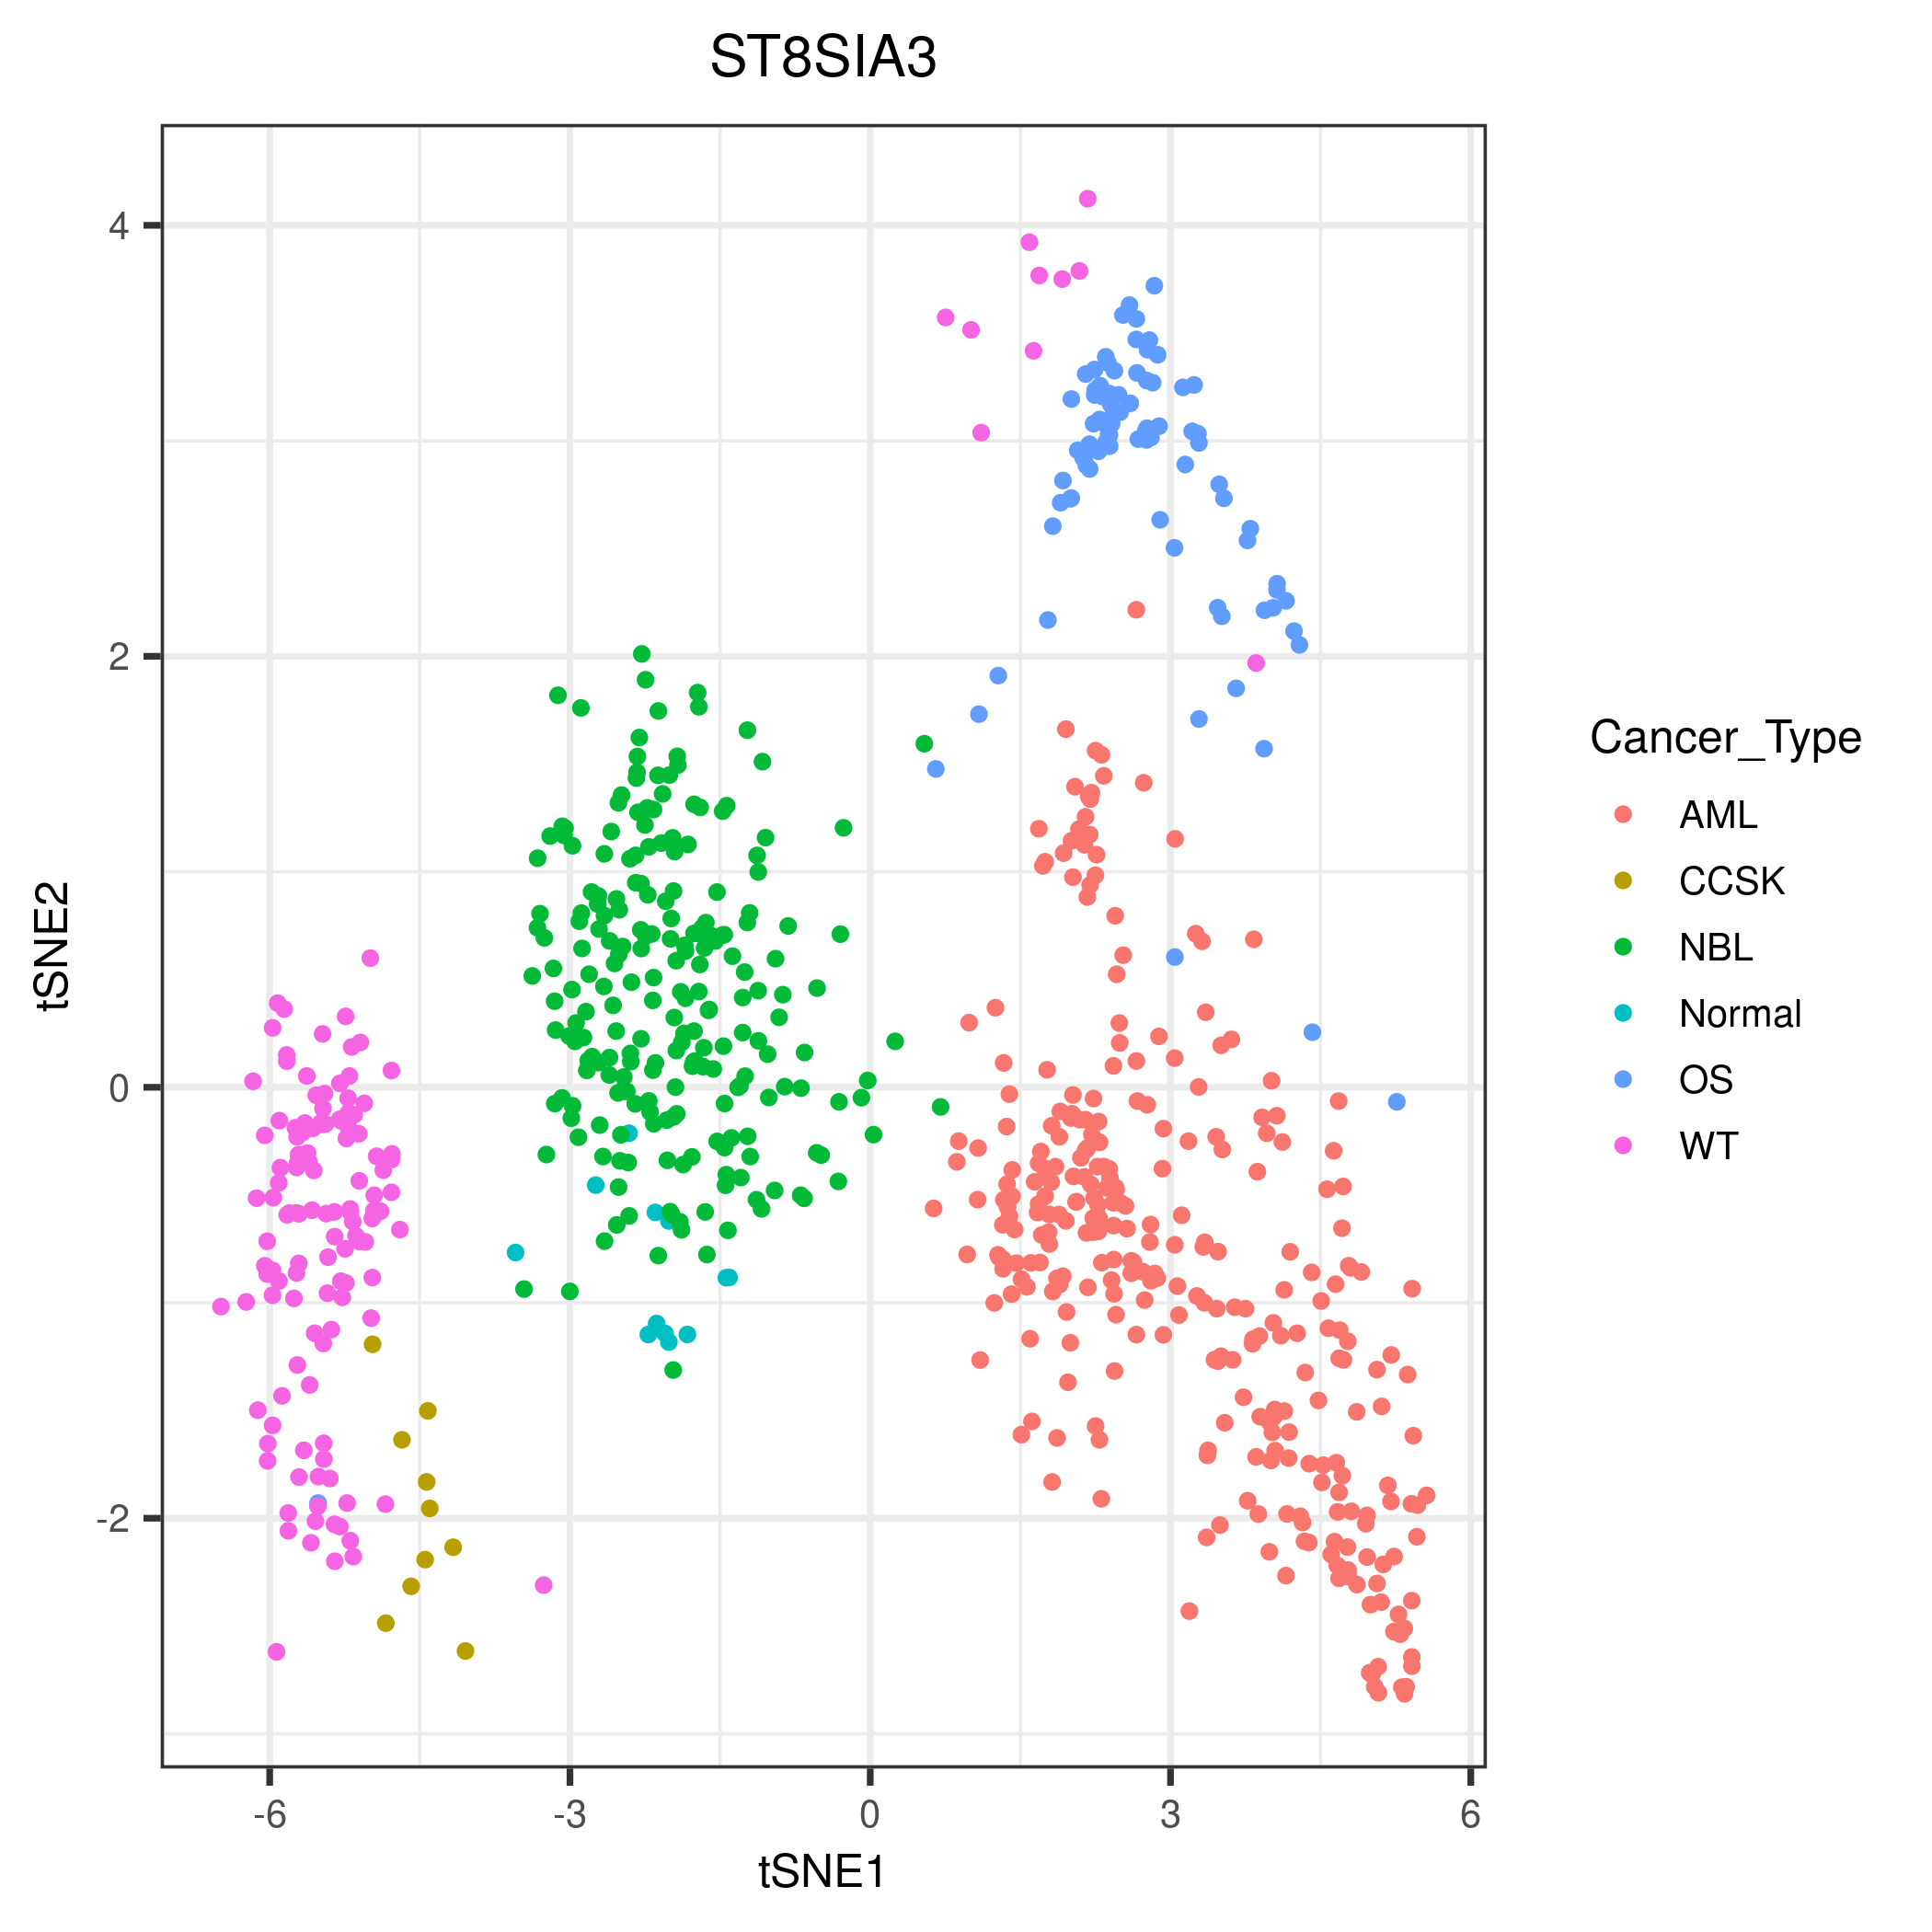 ST8SIA3
4
2
0
-2
tSNE2
-6 -3 0 3 6
tSNE1
Cancer_Type
AML
CCSK
NBL
Normal
OS
WT